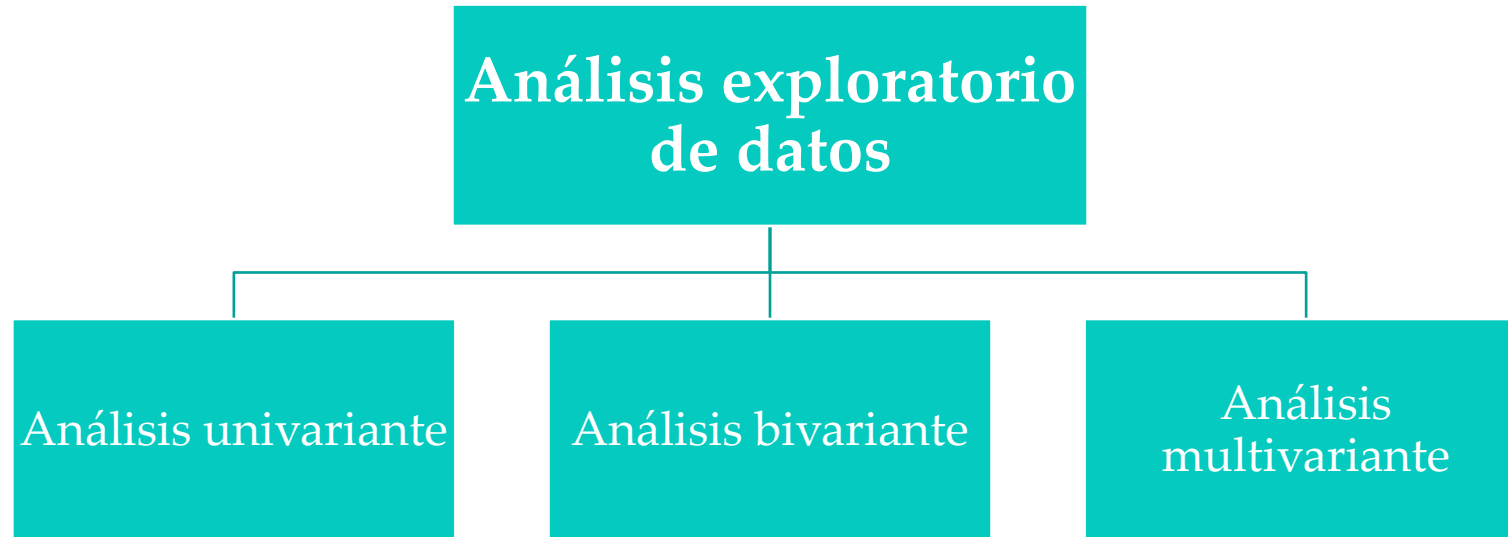 Análisis exploratorio
de datos
Análisis univariante
Análisis bivariante
Análisis
multivariante